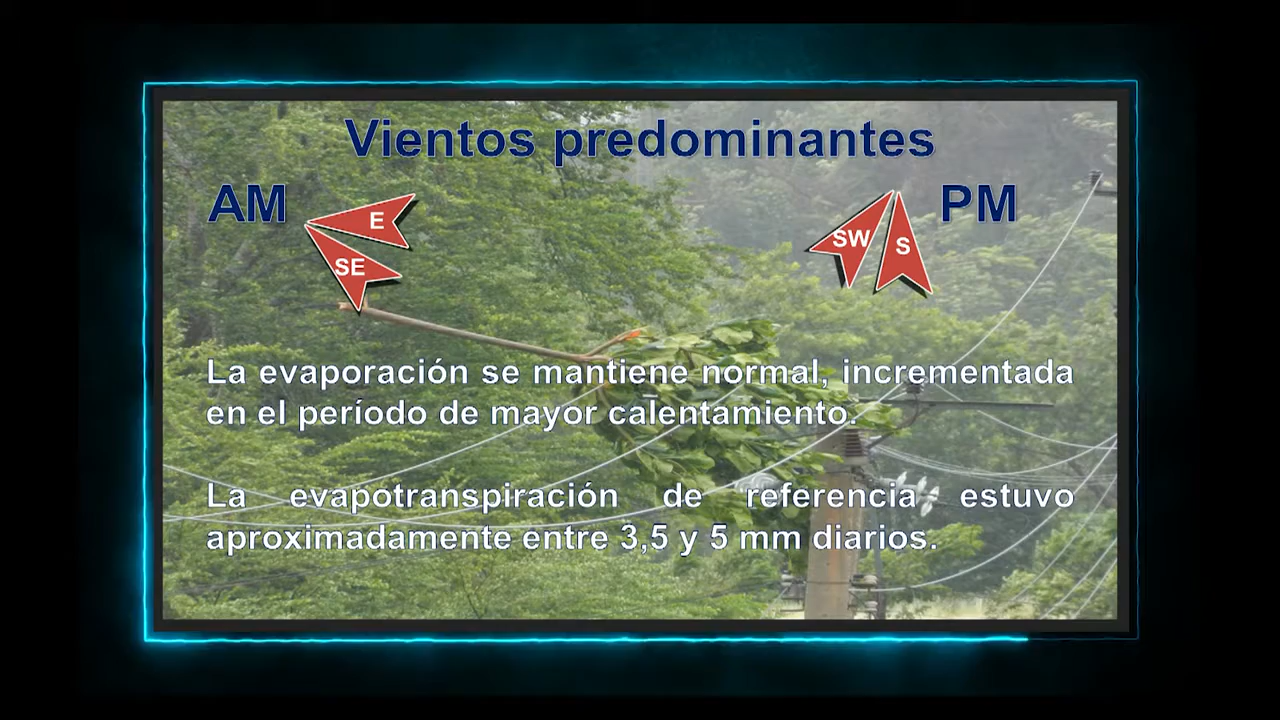 Vientos predominantes
AM
E
SE
SW
S
PM
La evaporación se mantiene normal, incrementada
en el período de mayor calentamiento.
La evapotranspiración de referencia estuvo
aproximadamente entre 3,5 y 5 mm diarios.